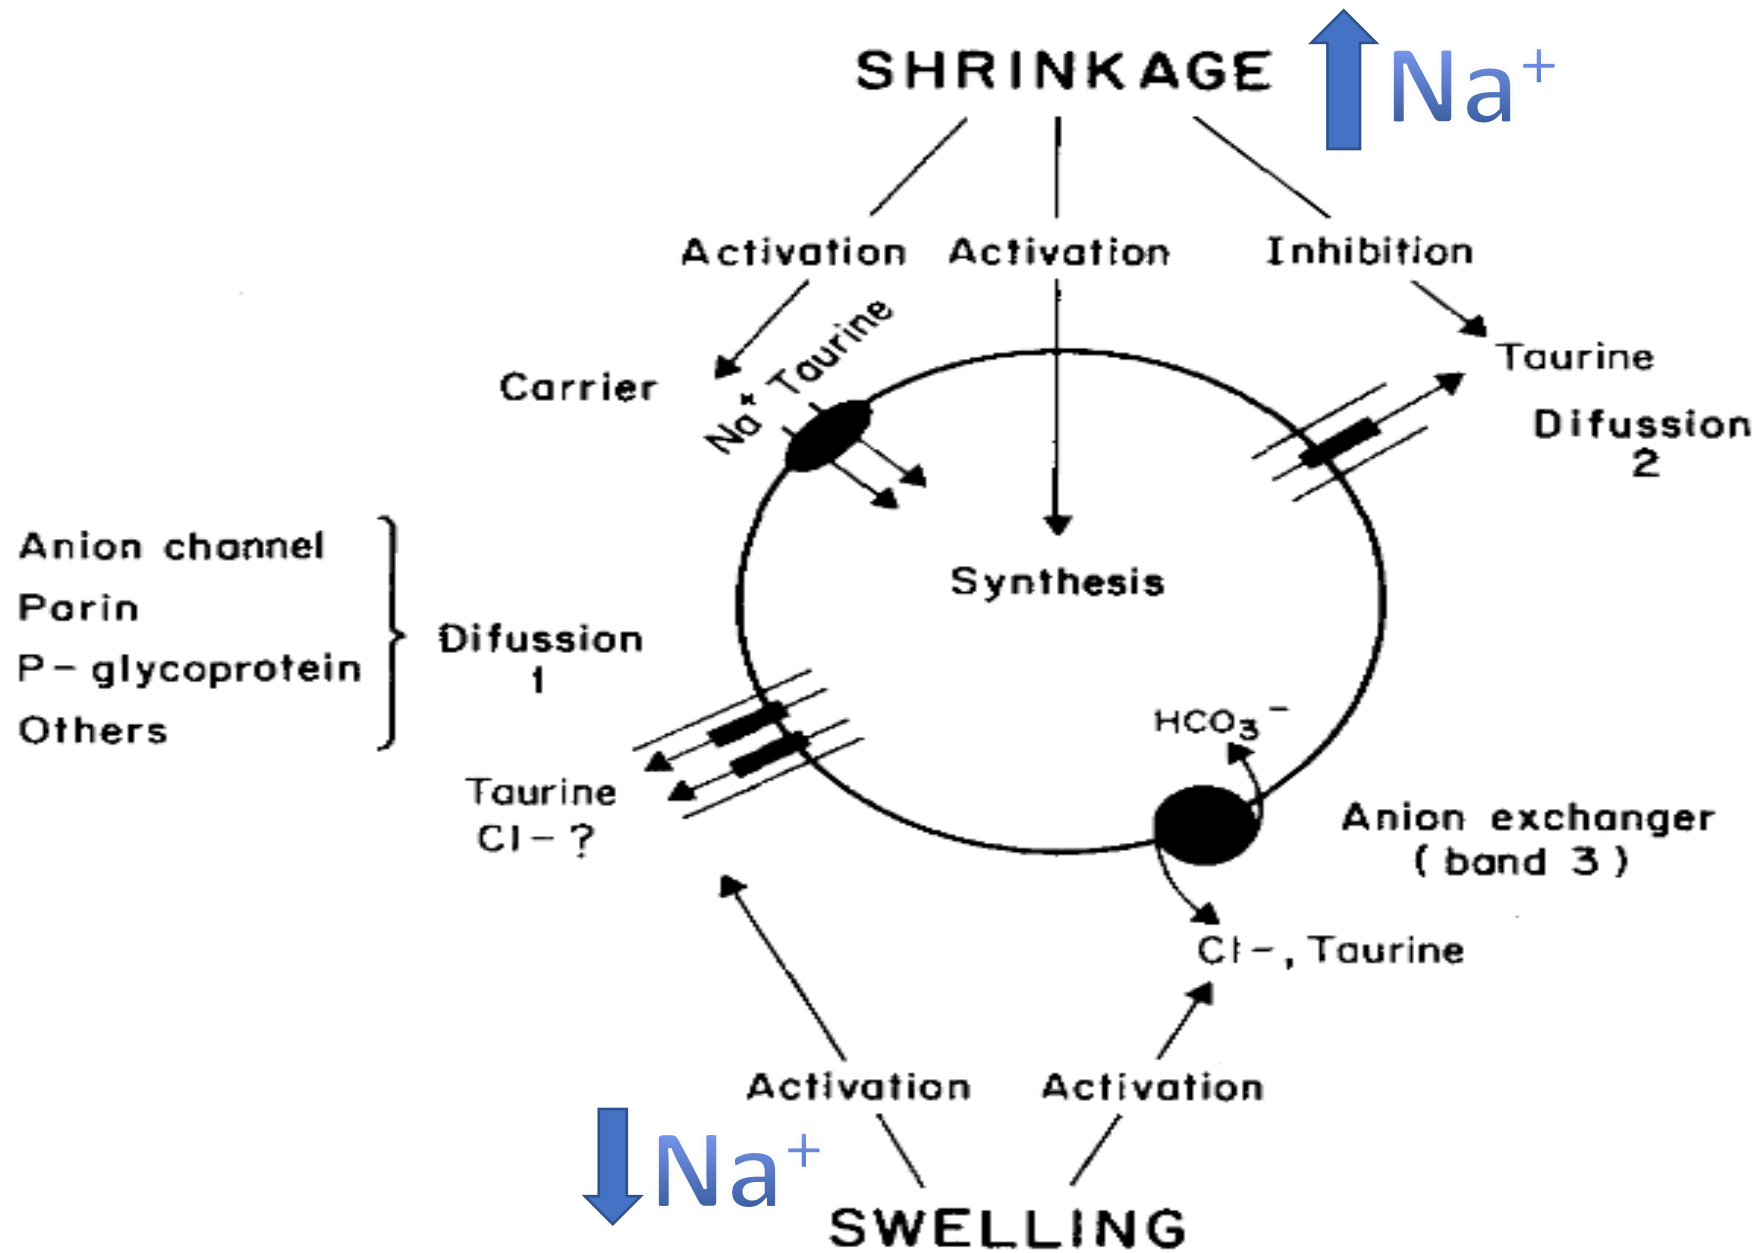 SHRINKAGE
Na+
Activation
Activation
Inhibition
Carrier
Na+ Taurine
Taurine
Difussion
2
Synthesis
Anion channel
Porin
P-glycoprotein
Others
Difussion
1
Taurine
Cl-?
HCO3-
Anion exchanger
(band 3)
Cl-, Taurine
Activation
Activation
Na+
SWELLING